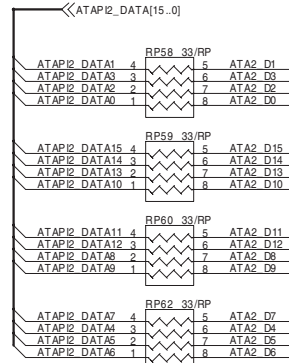 ATAPI2_DATA[15..0]
RP58 33/RP
ATAPI2_DATA1 4 5 ATA2_D1
ATAPI2_DATA3 3 6 ATA2_D3
ATAPI2_DATA2 2 7 ATA2_D2
ATAPI2_DATA0 1 8 ATA2_D0
RP59 33/RP
ATAPI2_DATA15 4 5 ATA2_D15
ATAPI2_DATA14 3 6 ATA2_D14
ATAPI2_DATA13 2 7 ATA2_D13
ATAPI2_DATA10 1 8 ATA2_D10
RP60 33/RP
ATAPI2_DATA11 4 5 ATA2_D11
ATAPI2_DATA12 3 6 ATA2_D12
ATAPI2_DATA8 2 7 ATA2_D8
ATAPI2_DATA9 1 8 ATA2_D9
RP62 33/RP
ATAPI2_DATA7 4 5 ATA2_D7
ATAPI2_DATA4 3 6 ATA2_D4
ATAPI2_DATA5 2 7 ATA2_D5
ATAPI2_DATA6 1 8 ATA2_D6